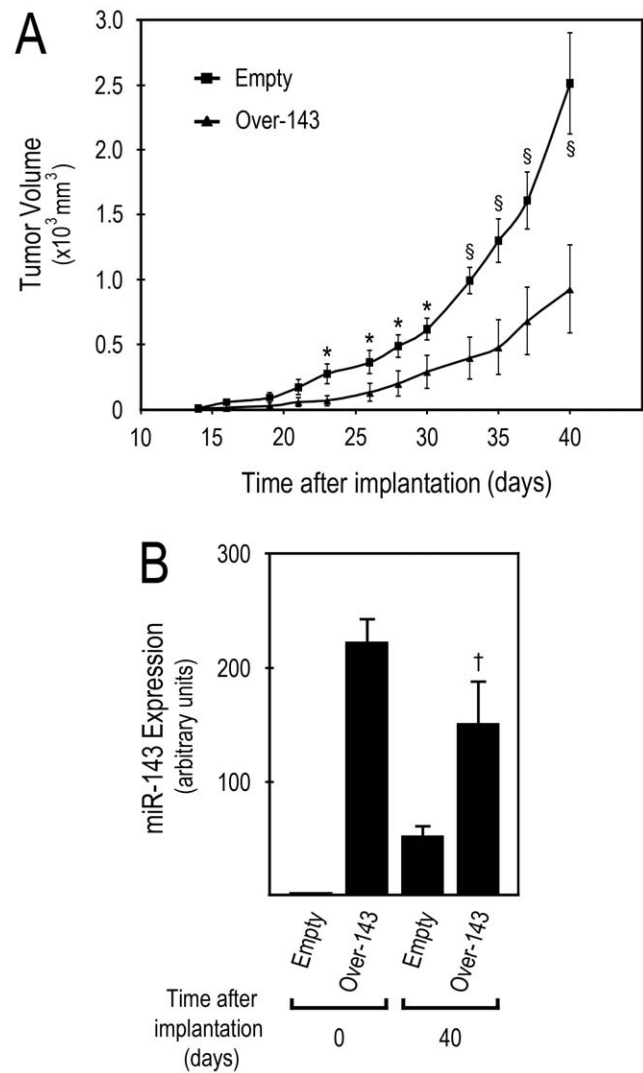 A
3.0
2.5
2.0
1.5
1.0
0.5
0
Tumor Volume
(x10³ mm³)
Empty
Over-143
* * * * § § § §
10 15 20 25 30 35 40
Time after implantation (days)
B
300
200
100
miR-143 Expression
(arbitrary units)
†
Empty Over-143 Empty Over-143
Time after
implantation
(days)
0 40